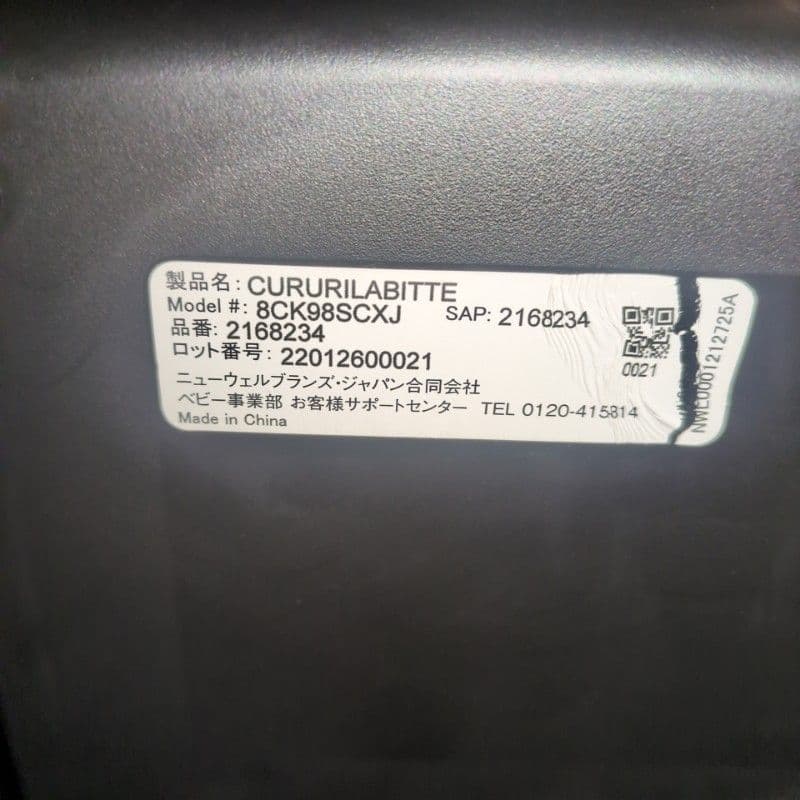 製品名: CURURILABITTE
Model #: 8CK98SCXJ SAP: 2168234
品番: 2168234
ロット番号: 22012600021
ニューウェルブランズ・ジャパン合同会社
ベビー事業部 お客様サポートセンター TEL 0120-415814
Made in China
0021
NWL0001212725A